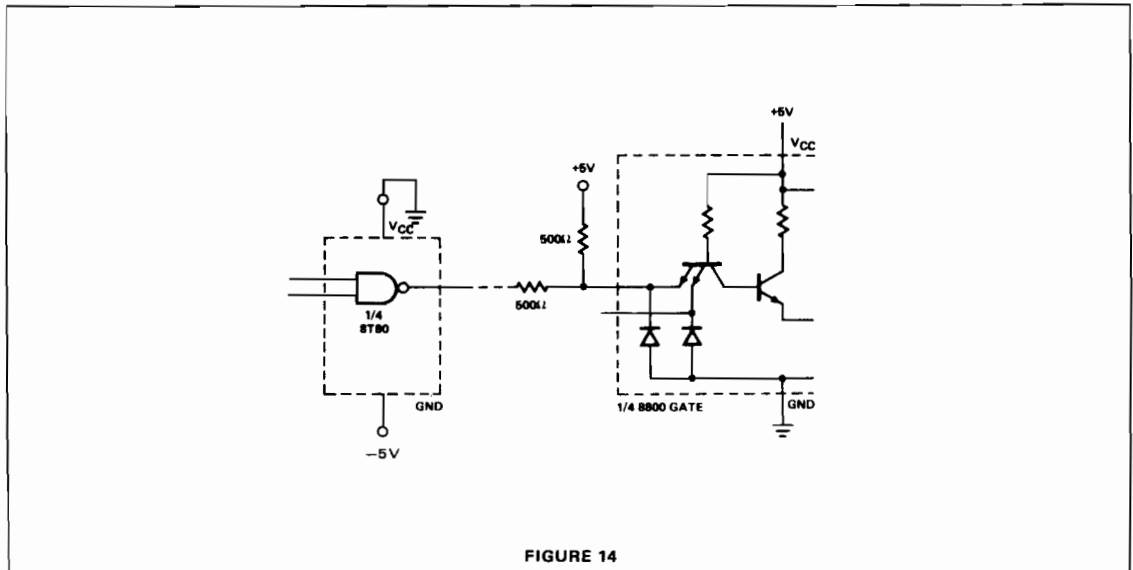 +5V
VCC
+5V
VCC
500Ω
500Ω
1/4
8T80
GND
1/4 8800 GATE
GND
−5V
FIGURE 14